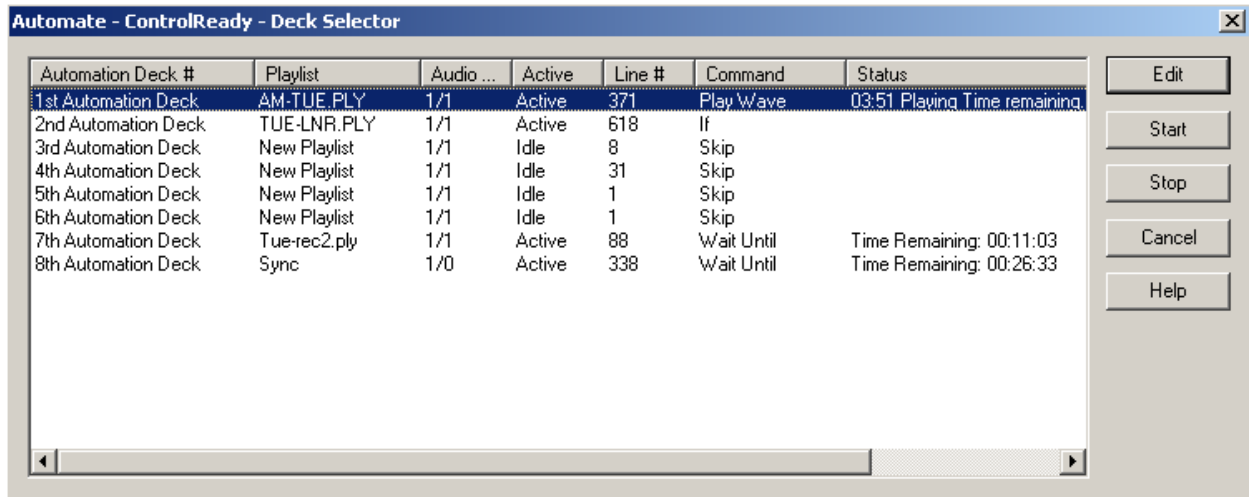 Automate - ControlReady - Deck Selector
Automation Deck # Playlist Audio ... Active Line # Command Status
1st Automation Deck AM-TUE.PLY 1/1 Active 371 Play Wave 03:51 Playing Time remaining.
2nd Automation Deck TUE-LNR.PLY 1/1 Active 618 If
3rd Automation Deck New Playlist 1/1 Idle 8 Skip
4th Automation Deck New Playlist 1/1 Idle 31 Skip
5th Automation Deck New Playlist 1/1 Idle 1 Skip
6th Automation Deck New Playlist 1/1 Idle 1 Skip
7th Automation Deck Tue-rec2.ply 1/1 Active 88 Wait Until Time Remaining: 00:11:03
8th Automation Deck Sync 1/0 Active 338 Wait Until Time Remaining: 00:26:33
Edit
Start
Stop
Cancel
Help